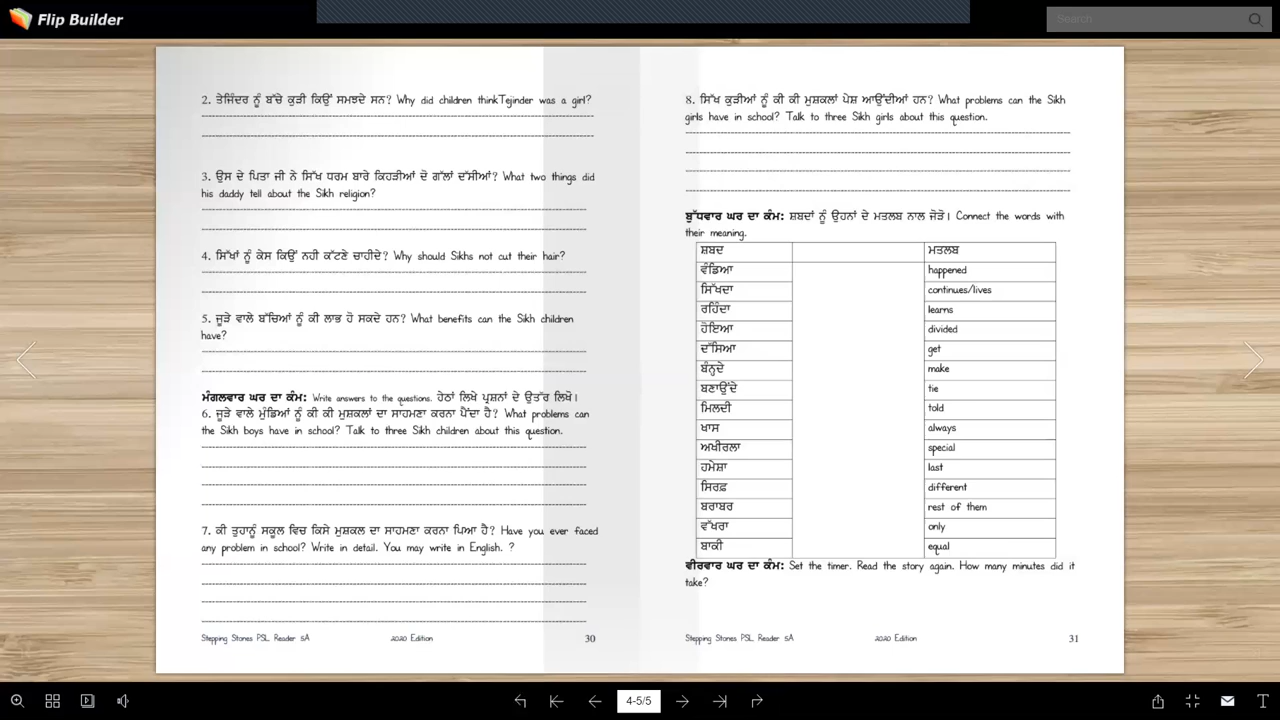 Flip Builder
Search
2. ਤੇਜਿੰਦਰ ਨੂੰ ਬੱਚੇ ਕੁੜੀ ਕਿਉਂ ਸਮਝਦੇ ਸਨ? Why did children thinkTejinder was a girl?
3. ਉਸ ਦੇ ਪਿਤਾ ਜੀ ਨੇ ਸਿੱਖ ਧਰਮ ਬਾਰੇ ਕਿਹੜੀਆਂ ਦੋ ਗੱਲਾਂ ਦੱਸੀਆਂ? What two things did
his daddy tell about the Sikh religion?
4. ਸਿੱਖਾਂ ਨੂੰ ਕੇਸ ਕਿਉਂ ਨਹੀ ਕੱਟਣੇ ਚਾਹੀਦੇ? Why should Sikhs not cut their hair?
5. ਜੂੜੇ ਵਾਲੇ ਬੱਚਿਆਂ ਨੂੰ ਕੀ ਲਾਭ ਹੋ ਸਕਦੇ ਹਨ? What benefits can the Sikh children
have?
ਮੰਗਲਵਾਰ ਘਰ ਦਾ ਕੰਮ: Write answers to the questions. ਹੇਠਾਂ ਲਿਖੇ ਪ੍ਰਸ਼ਨਾਂ ਦੇ ਉਤੱਰ ਲਿਖੋ।
6. ਜੂੜੇ ਵਾਲੇ ਮੁੰਡਿਆਂ ਨੂੰ ਕੀ ਕੀ ਮੁਸ਼ਕਲਾਂ ਦਾ ਸਾਹਮਣਾ ਕਰਨਾ ਪੈਂਦਾ ਹੈ? What problems can
the Sikh boys have in school? Talk to three Sikh children about this question.
7. ਕੀ ਤੁਹਾਨੂੰ ਸਕੂਲ ਵਿਚ ਕਿਸੇ ਮੁਸ਼ਕਲ ਦਾ ਸਾਹਮਣਾ ਕਰਨਾ ਪਿਆ ਹੈ? Have you ever faced
any problem in school? Write in detail. You may write in English. ?
Stepping Stones PSL Reader 5A 2020 Edition 30
8. ਸਿੱਖ ਕੁੜੀਆਂ ਨੂੰ ਕੀ ਕੀ ਮੁਸ਼ਕਲਾਂ ਪੇਸ਼ ਆਉਂਦੀਆਂ ਹਨ? What problems can the Sikh
girls have in school? Talk to three Sikh girls about this question.
ਬੁੱਧਵਾਰ ਘਰ ਦਾ ਕੰਮ: ਸ਼ਬਦਾਂ ਨੂੰ ਉਹਨਾਂ ਦੇ ਮਤਲਬ ਨਾਲ ਜੋੜੋ। Connect the words with
their meaning.
ਸ਼ਬਦ ਮਤਲਬ
ਵੰਡਿਆ happened
ਸਿੱਖਦਾ continues/lives
ਰਹਿੰਦਾ learns
ਹੋਇਆ divided
ਦੱਸਿਆ get
ਬੰਨ੍ਹਦੇ make
ਬਣਾਉਂਦੇ tie
ਮਿਲਦੀ told
ਖਾਸ always
ਅਖੀਰਲਾ special
ਹਮੇਸ਼ਾ last
ਸਿਰਫ਼ different
ਬਰਾਬਰ rest of them
ਵੱਖਰਾ only
ਬਾਕੀ equal
ਵੀਰਵਾਰ ਘਰ ਦਾ ਕੰਮ: Set the timer. Read the story again. How many minutes did it
take?
Stepping Stones PSL Reader 5A 2020 Edition 31
4-5/5